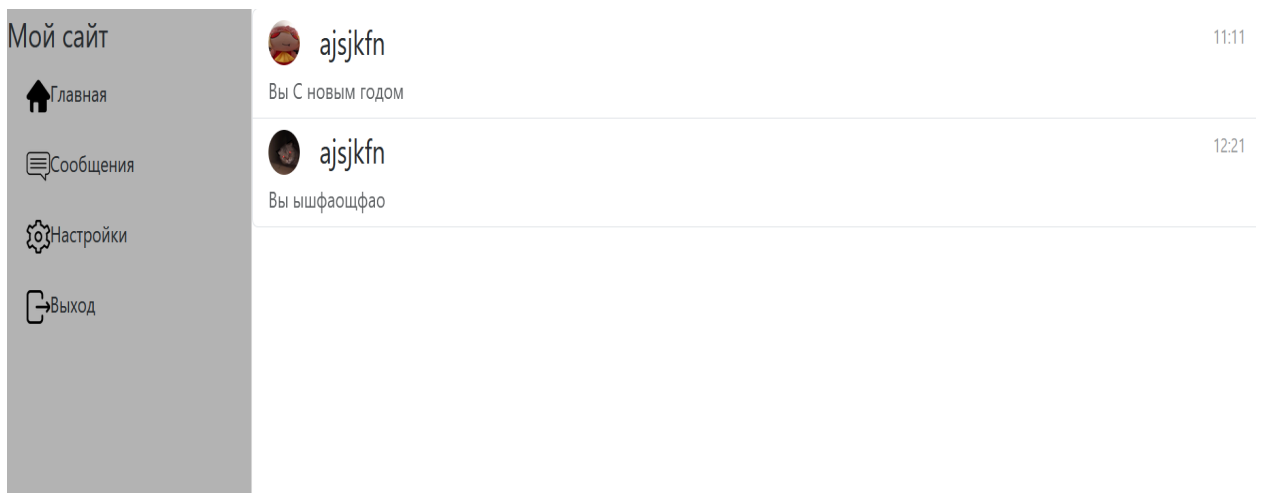 Мой сайт
Главная
Сообщения
Настройки
Выход
ajsjkfn 11:11
Вы С новым годом
ajsjkfn 12:21
Вы ышфаощфао